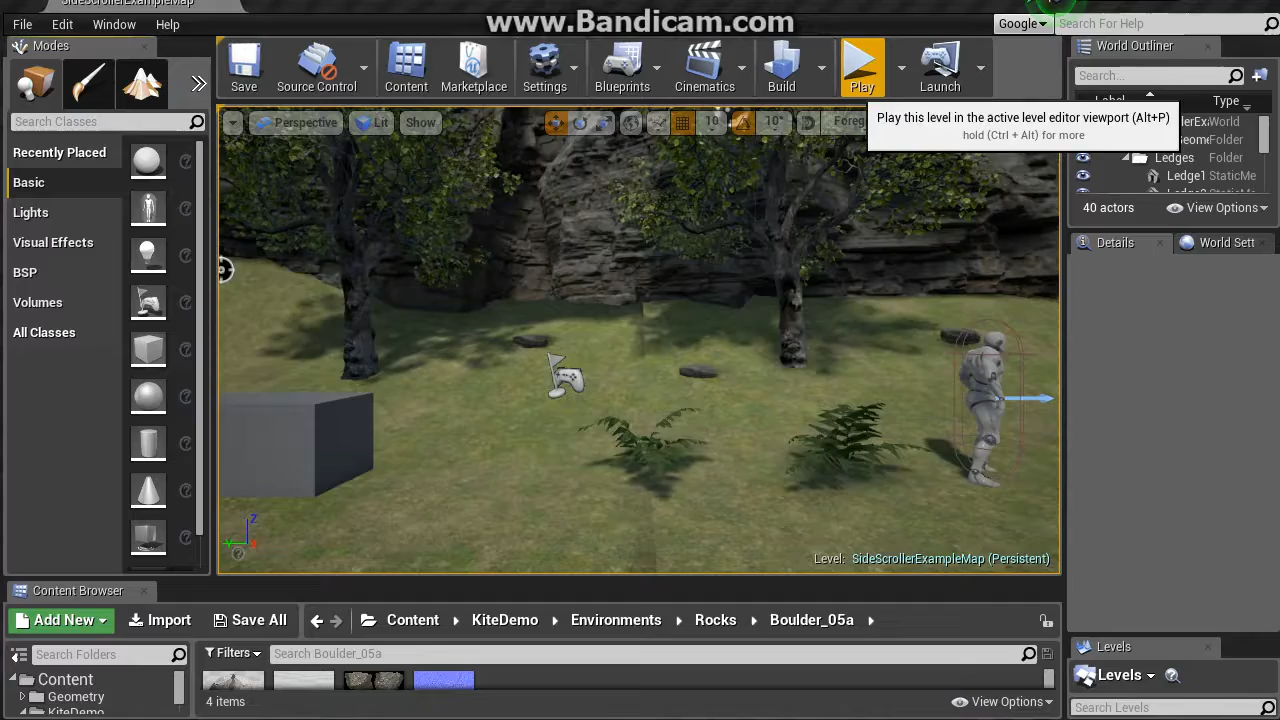 SideScrollerExampleMap
www.Bandicam.com
File Edit Window Help
Google Search For Help
Modes
World Outliner
Save Source Control Content Marketplace Settings Blueprints Cinematics Build Play Launch
Search...
Label Type
Search Classes
Perspective Lit Show 10 10°
Play this level in the active level editor viewport (Alt+P)
hold (Ctrl + Alt) for more
World
Folder
Ledges Folder
Ledge1 StaticMe
40 actors View Options
Recently Placed
Basic
Lights
Visual Effects
BSP
Volumes
All Classes
Details World Sett
Z
Level: SideScrollerExampleMap (Persistent)
Content Browser
Add New Import Save All Content KiteDemo Environments Rocks Boulder_05a
Levels
Search Folders Filters Search Boulder_05a
Levels
Content
Geometry
KiteDemo
4 items View Options
Search Levels